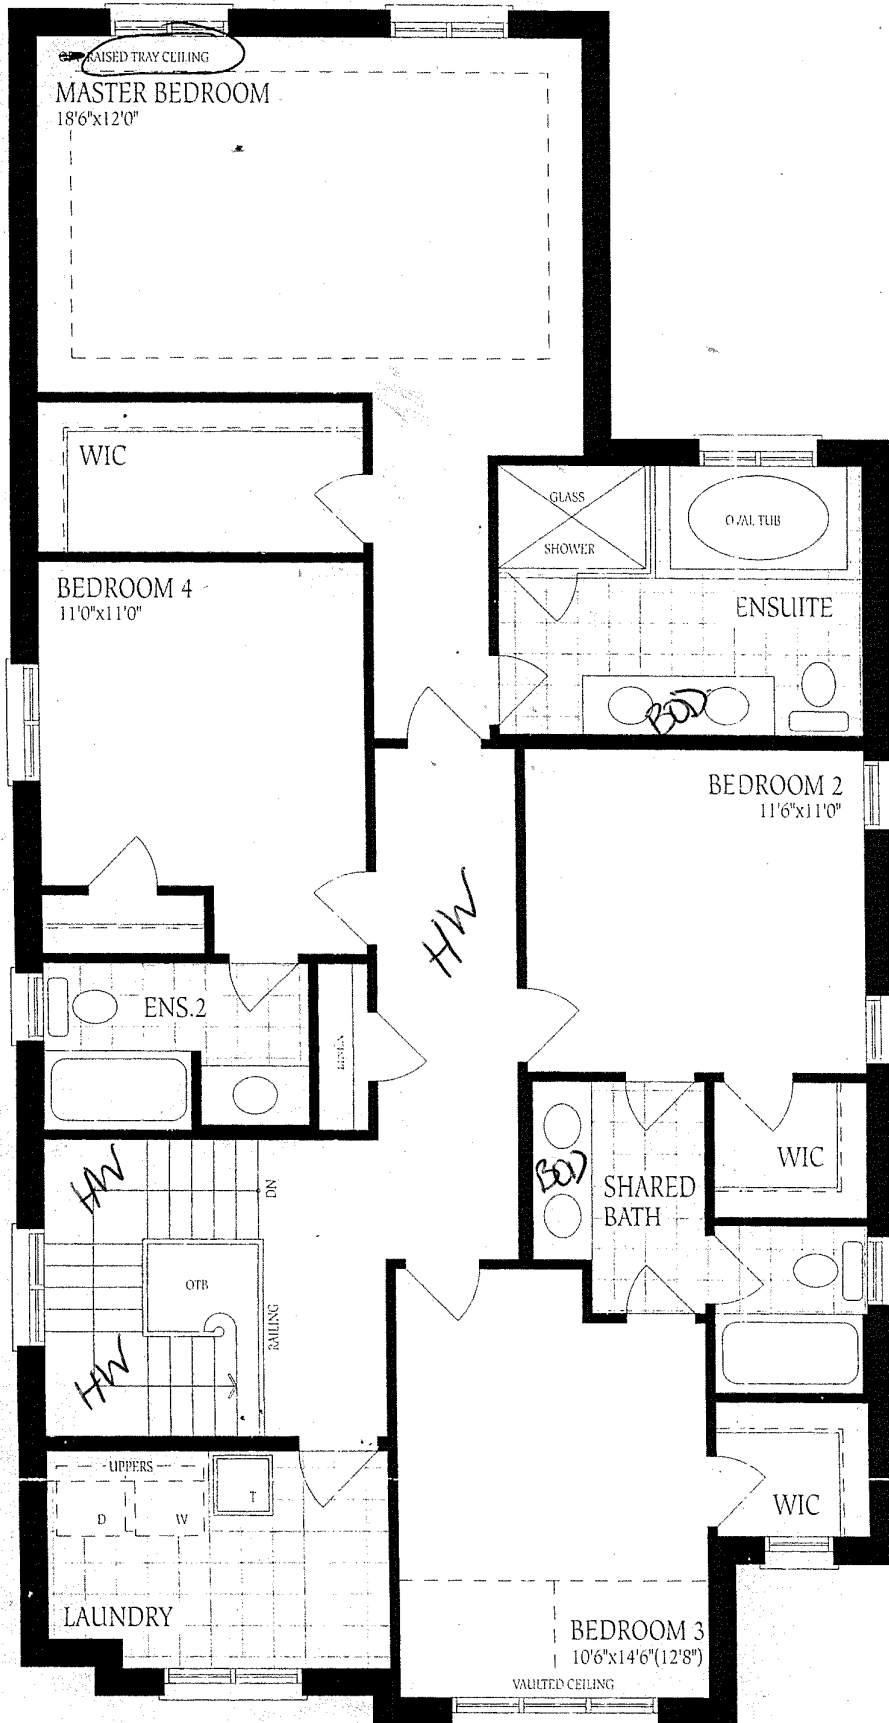 RAISED TRAY CEILING
MASTER BEDROOM
18'6"x12'0"
WIC
GLASS
SHOWER
OVAL TUB
ENSUITE
BOD
BEDROOM 4
11'0"x11'0"
BEDROOM 2
11'6"x11'0"
HW
ENS.2
LINEN
WIC
BOD
SHARED
BATH
HW
DN
OTB
RAILING
HW
UPPERS
D
W
T
LAUNDRY
WIC
BEDROOM 3
10'6"x14'6"(12'8")
VAULTED CEILING